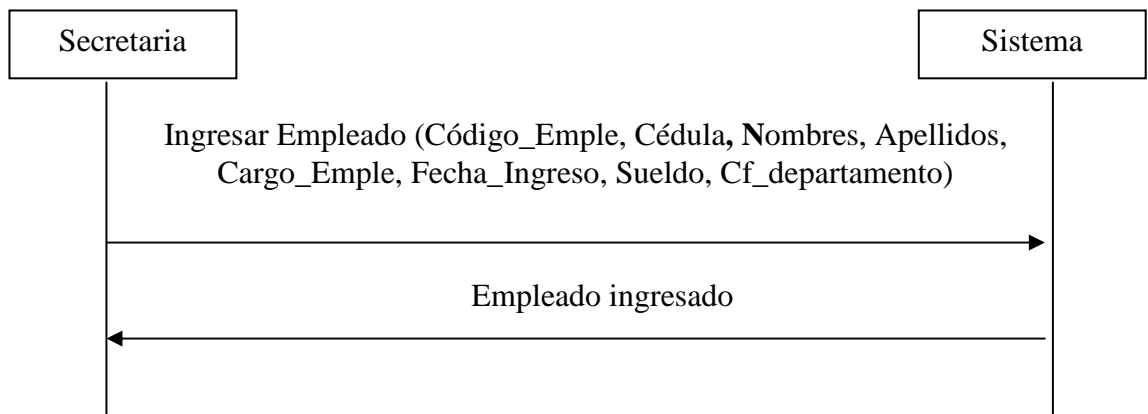 Secretaria
Sistema
Ingresar Empleado (Código_Emple, Cédula, Nombres, Apellidos,
Cargo_Emple, Fecha_Ingreso, Sueldo, Cf_departamento)
Empleado ingresado